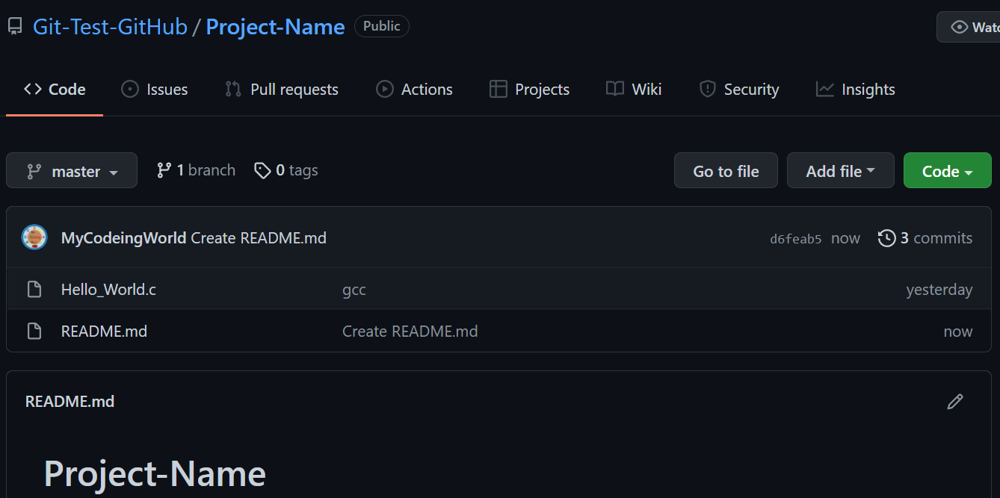 Git-Test-GitHub / Project-Name Public
Code Issues Pull requests Actions Projects Wiki Security Insights
master 1 branch 0 tags Go to file Add file Code
MyCodeingWorld Create README.md d6feab5 now 3 commits
Hello_World.c gcc yesterday
README.md Create README.md now
README.md
Project-Name